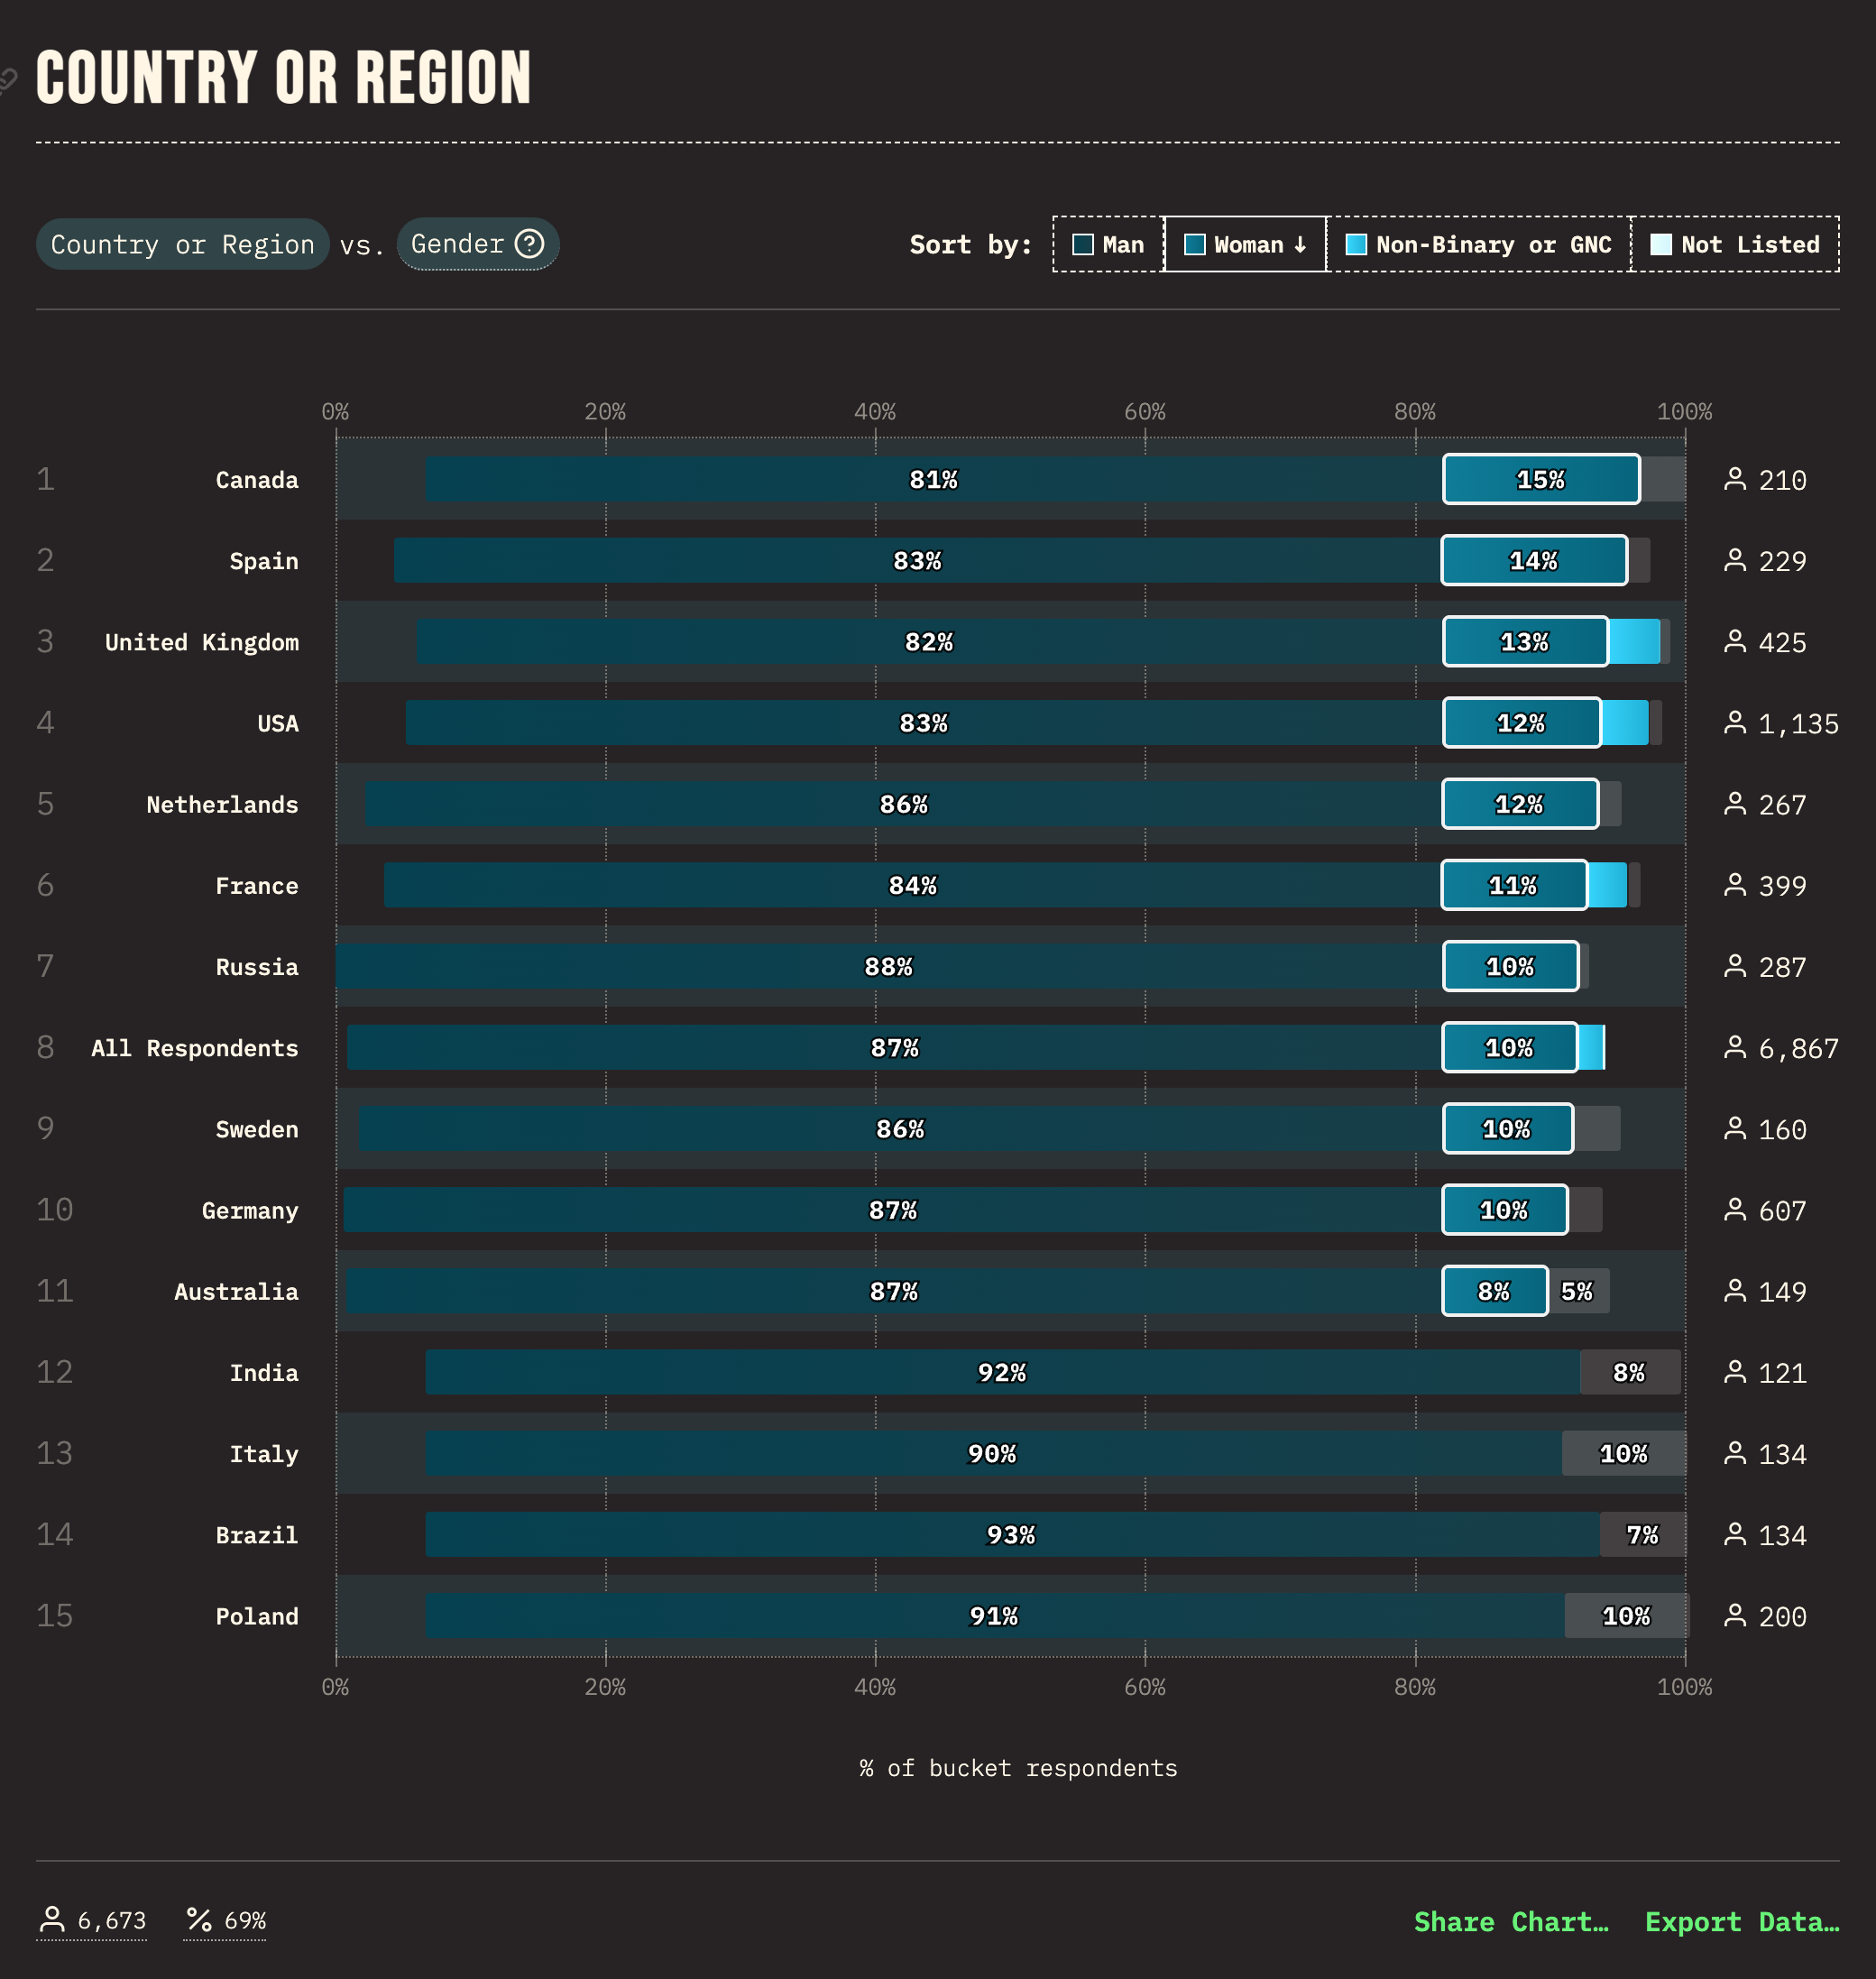 COUNTRY OR REGION
Country or Region vs. Gender ? Sort by: Man Woman ↓ Non-Binary or GNC Not Listed
0% 20% 40% 60% 80% 100%
1 Canada 81% 15% 210
2 Spain 83% 14% 229
3 United Kingdom 82% 13% 425
4 USA 83% 12% 1,135
5 Netherlands 86% 12% 267
6 France 84% 11% 399
7 Russia 88% 10% 287
8 All Respondents 87% 10% 6,867
9 Sweden 86% 10% 160
10 Germany 87% 10% 607
11 Australia 87% 8% 5% 149
12 India 92% 8% 121
13 Italy 90% 10% 134
14 Brazil 93% 7% 134
15 Poland 91% 10% 200
0% 20% 40% 60% 80% 100%
% of bucket respondents
6,673 % 69% Share Chart… Export Data…